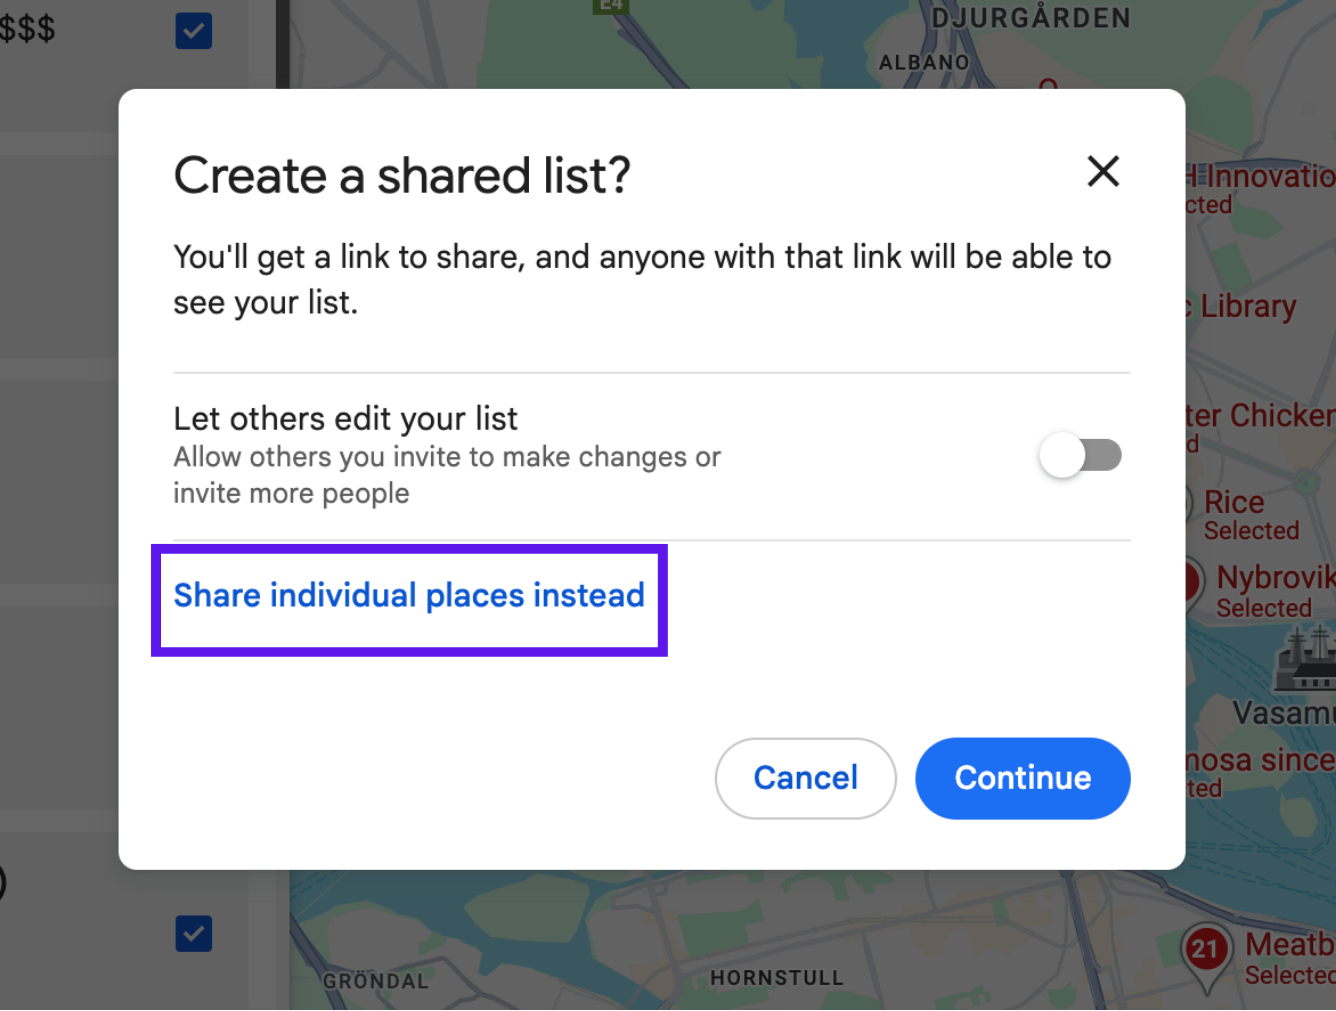 $$$
E4
DJURGÅRDEN
ALBANO
Create a shared list?
Innovatio
cted
You'll get a link to share, and anyone with that link will be able to
see your list.
Library
Let others edit your list
Allow others you invite to make changes or
invite more people
ter Chicken
d
Rice
Selected
Share individual places instead
Nybrovik
Selected
Vasamu
mosa since
ted
Cancel
Continue
21
Meatb
Selected
GRÖNDAL
HORNSTULL